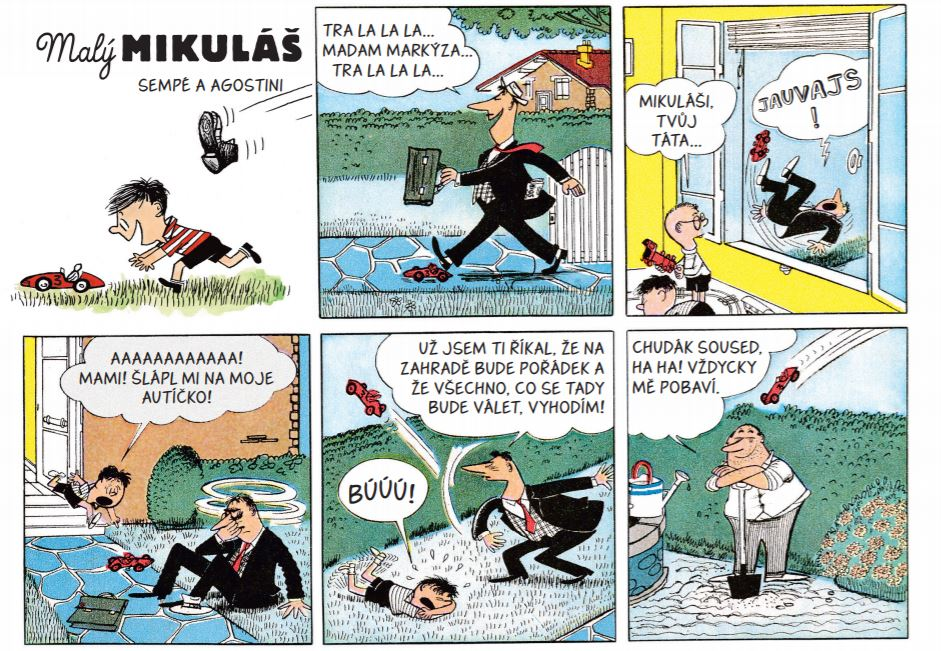 Malý MIKULÁŠ
SEMPÉ A AGOSTINI
3
TRA LA LA LA...
MADAM MARKÝZA...
TRA LA LA LA...
MIKULÁŠI,
TVŮJ
TÁTA...
JAUVAJS
!
AAAAAAAAAAAA!
MAMI! ŠLÁPL MI NA MOJE
AUTÍČKO!
UŽ JSEM TI ŘÍKAL, ŽE NA
ZAHRADĚ BUDE POŘÁDEK A
ŽE VŠECHNO, CO SE TADY
BUDE VÁLET, VYHODÍM!
BÚÚÚ!
CHUDÁK SOUSED,
HA HA! VŽDYCKY
MĚ POBAVÍ.